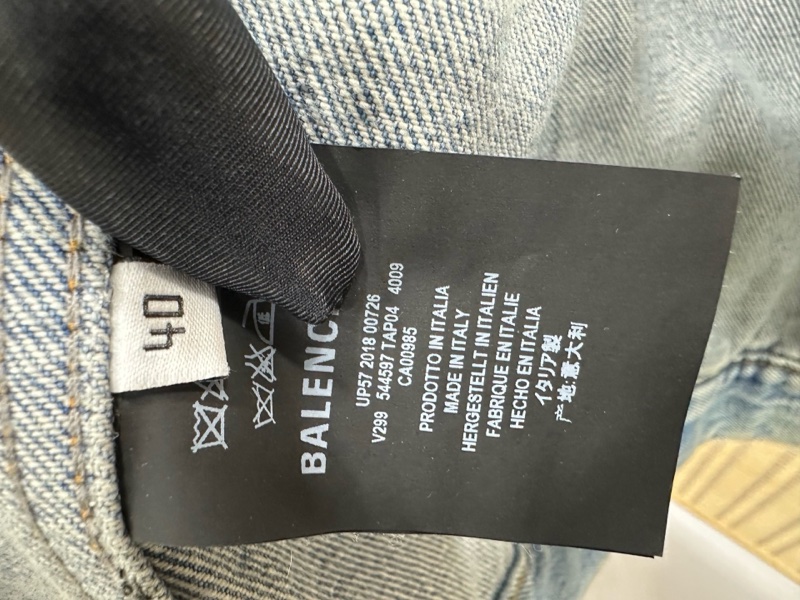 40
BALENC
UP57 2018 00726
V299 544597 TAP04 4009
CA00985
PRODOTTO IN ITALIA
MADE IN ITALY
HERGESTELLT IN ITALIEN
FABRIQUE EN ITALIE
HECHO EN ITALIA
イタリア製
产地:意大利